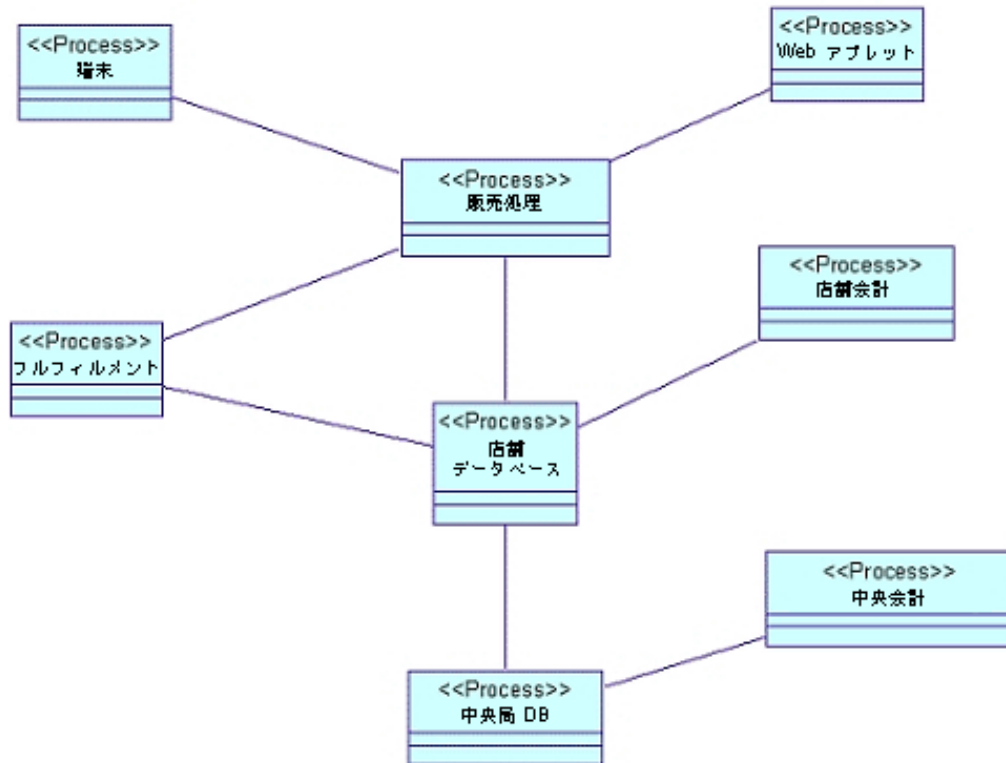 <<Process>>
端末
<<Process>>
Web アプレット
<<Process>>
販売処理
<<Process>>
店舗会計
<<Process>>
フルフィルメント
<<Process>>
店舗
データベース
<<Process>>
中央会計
<<Process>>
中央局 DB